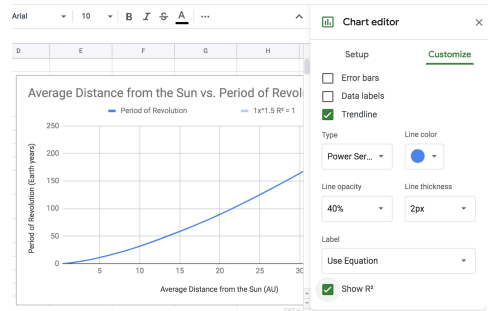 Arial 10 B I S A ...
Chart editor
Setup Customize
D E F G H
Error bars
Data labels
Trendline
Average Distance from the Sun vs. Period of Revol
Period of Revolution 1x^1.5 R² = 1
Type Line color
Power Ser...
Line opacity Line thickness
40% 2px
Label
Use Equation
Show R²
Period of Revolution (Earth years)
250
200
150
100
50
0
5 10 15 20 25 30
Average Distance from the Sun (AU)